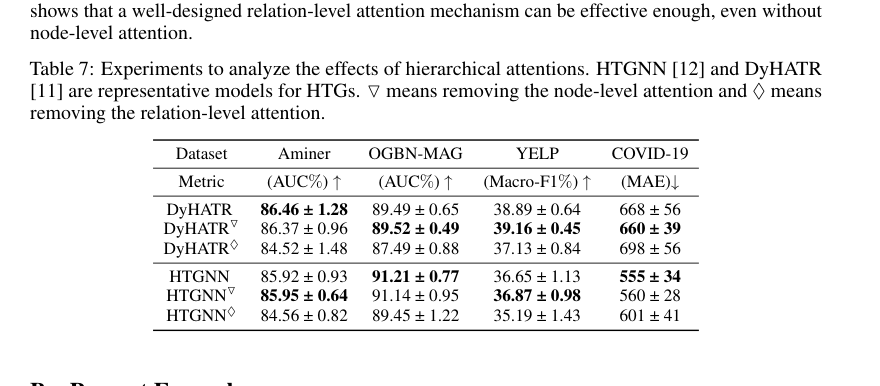 shows that a well-designed relation-level attention mechanism can be effective enough, even without
node-level attention.
Table 7: Experiments to analyze the effects of hierarchical attentions. HTGNN [12] and DyHATR
[11] are representative models for HTGs. ▽ means removing the node-level attention and ◊ means
removing the relation-level attention.
Dataset Aminer OGBN-MAG YELP COVID-19
Metric (AUC%) ↑ (AUC%) ↑ (Macro-F1%) ↑ (MAE)↓
DyHATR 86.46 ± 1.28 89.49 ± 0.65 38.89 ± 0.64 668 ± 56
DyHATR▽ 86.37 ± 0.96 89.52 ± 0.49 39.16 ± 0.45 660 ± 39
DyHATR◊ 84.52 ± 1.48 87.49 ± 0.88 37.13 ± 0.84 698 ± 56
HTGNN 85.92 ± 0.93 91.21 ± 0.77 36.65 ± 1.13 555 ± 34
HTGNN▽ 85.95 ± 0.64 91.14 ± 0.95 36.87 ± 0.98 560 ± 28
HTGNN◊ 84.56 ± 0.82 89.45 ± 1.22 35.19 ± 1.43 601 ± 41